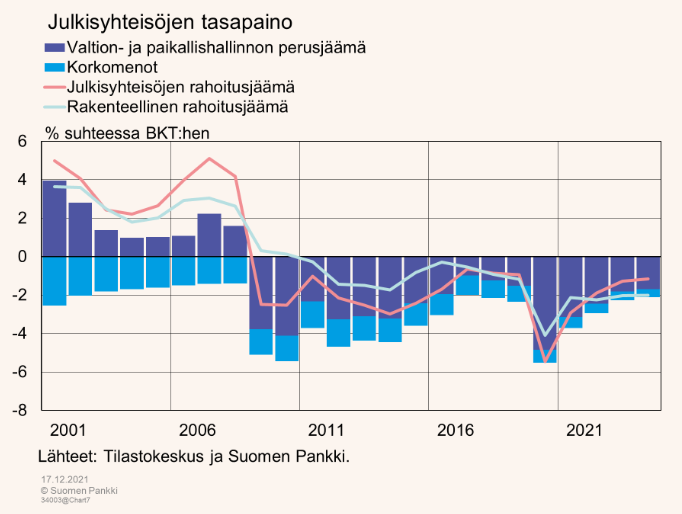 Julkisyhteisöjen tasapaino
Valtion- ja paikallishallinnon perusjäämä
Korkomenot
Julkisyhteisöjen rahoitusjäämä
Rakenteellinen rahoitusjäämä
% suhteessa BKT:hen
6
4
2
0
-2
-4
-6
-8
2001 2006 2011 2016 2021
Lähteet: Tilastokeskus ja Suomen Pankki.
17.12.2021
© Suomen Pankki
34003@Chart7